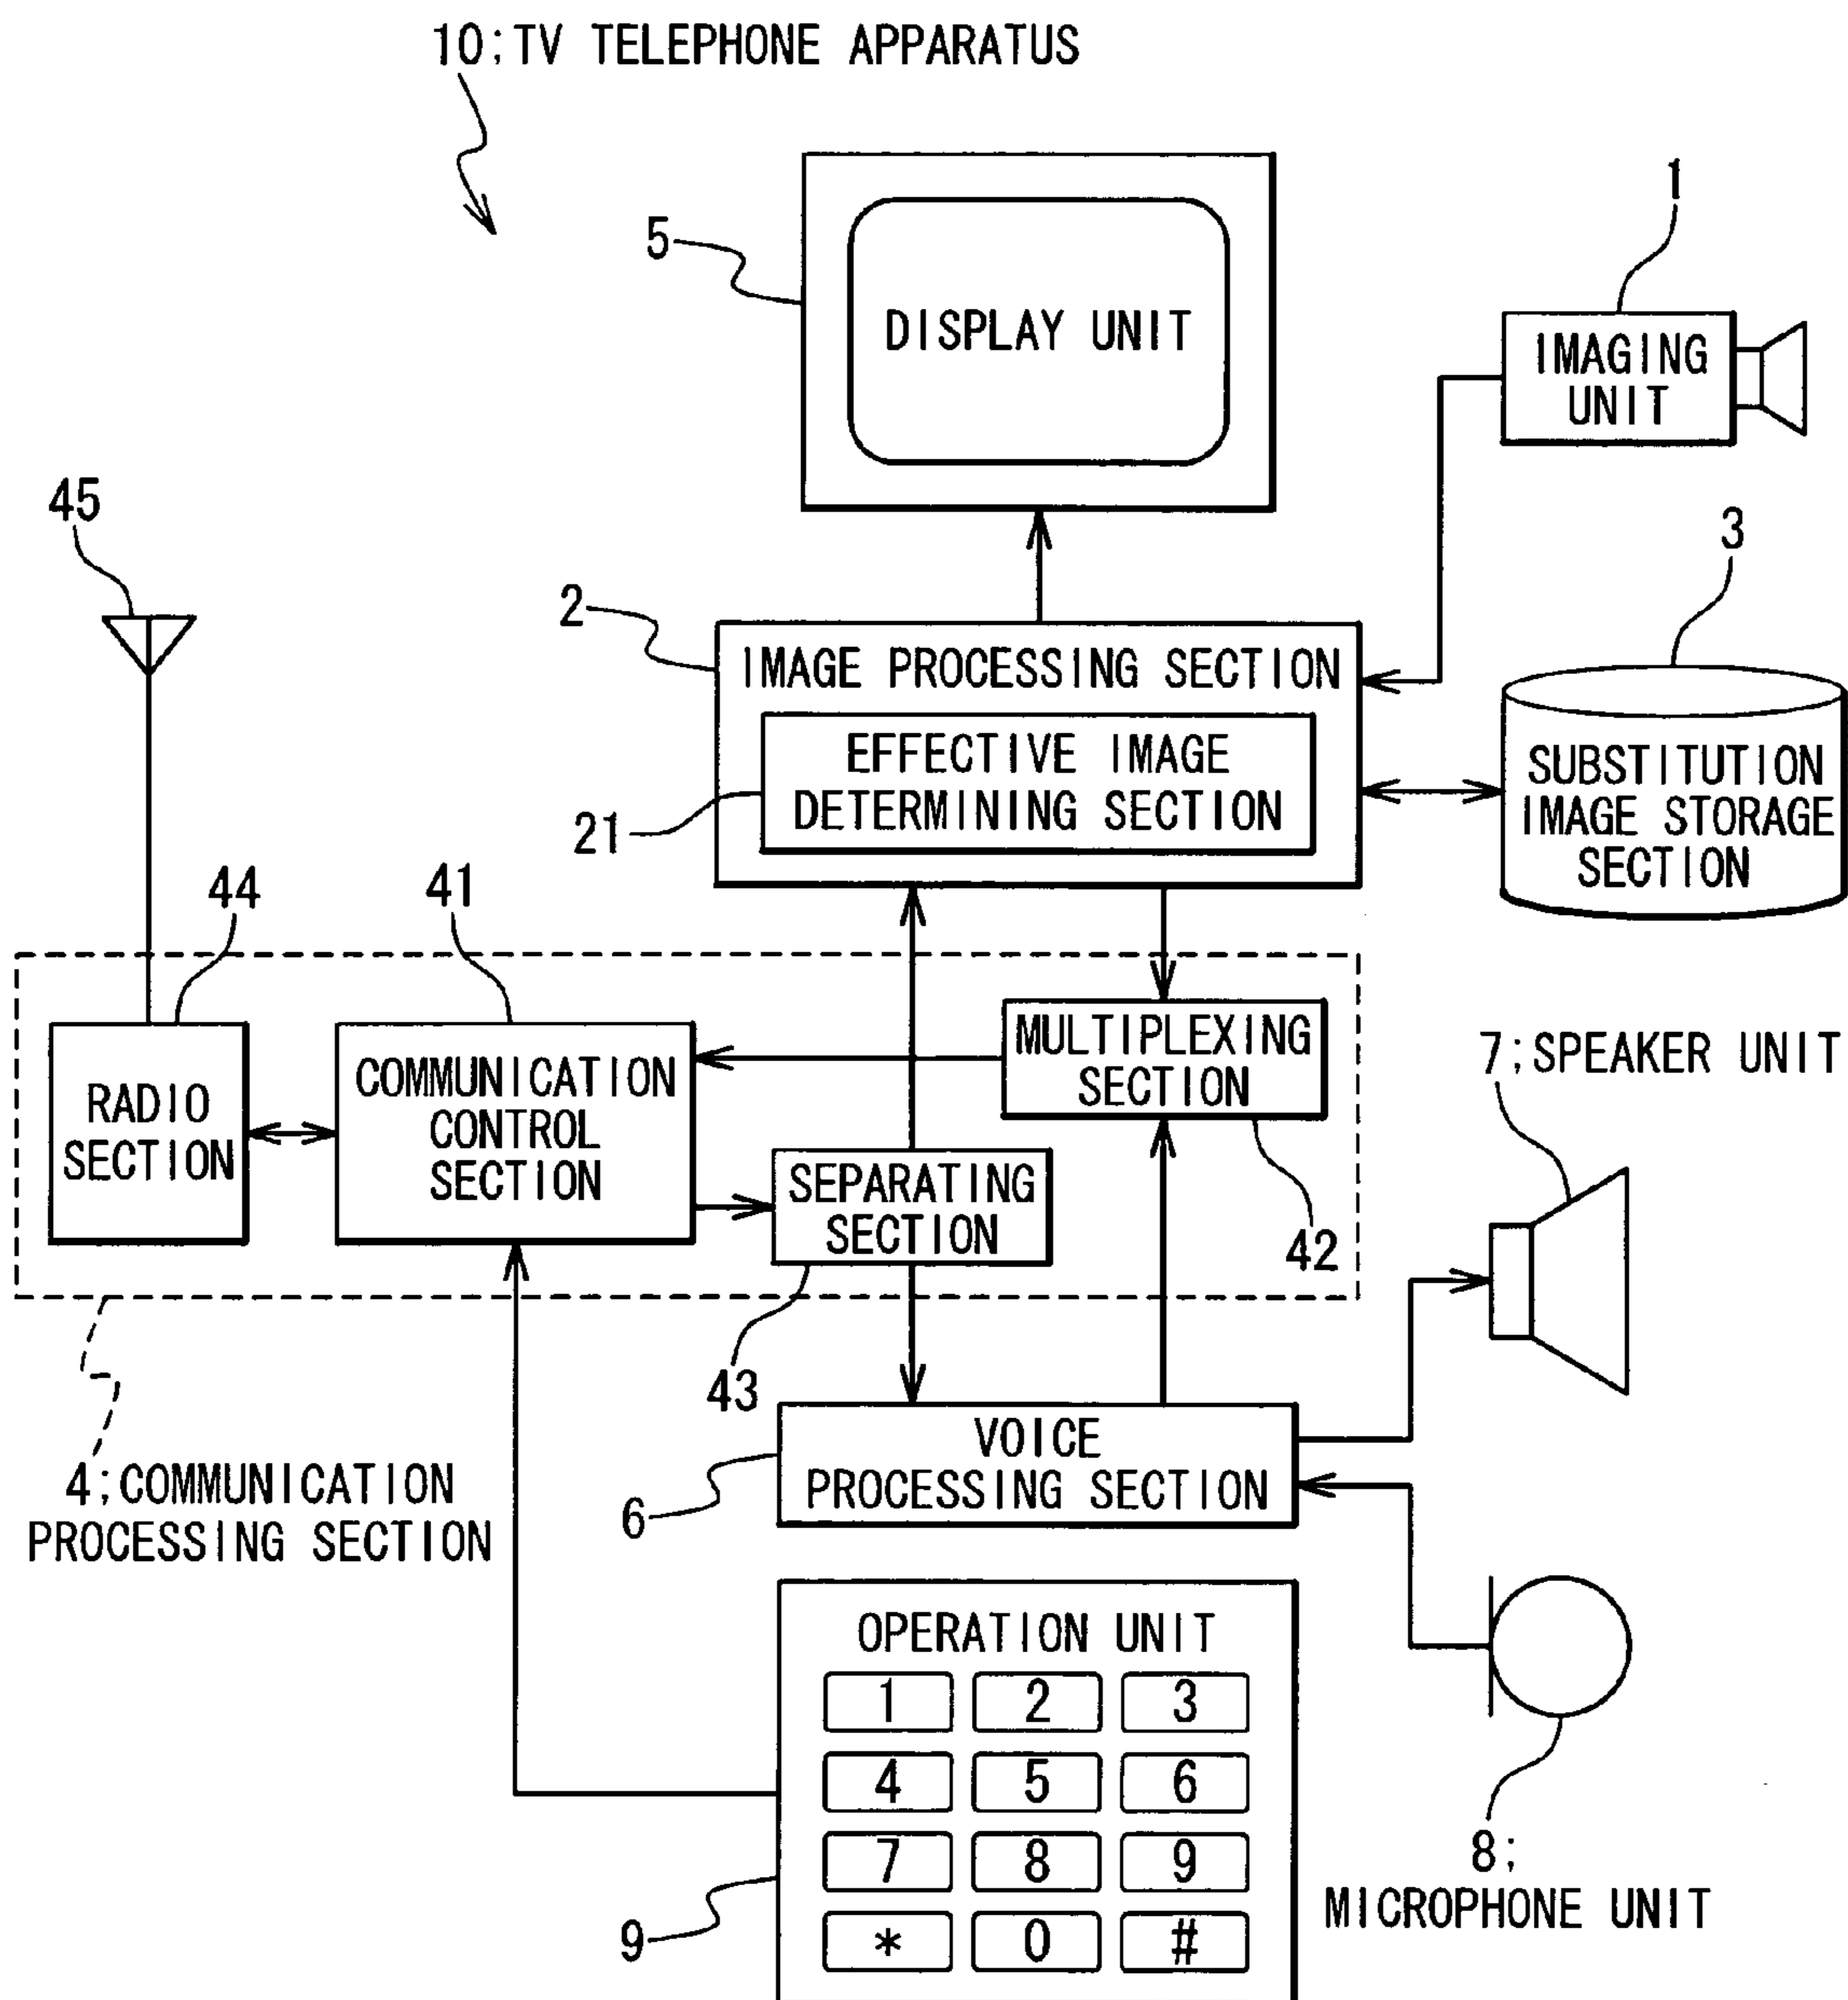 10;TV TELEPHONE APPARATUS
1
5
DISPLAY UNIT
IMAGING
UNIT
45
3
2
IMAGE PROCESSING SECTION
EFFECTIVE IMAGE
DETERMINING SECTION
21
SUBSTITUTION
IMAGE STORAGE
SECTION
44
41
MULTIPLEXING
SECTION
7;SPEAKER UNIT
RADIO
SECTION
COMMUNICATION
CONTROL
SECTION
SEPARATING
SECTION
42
43
4;COMMUNICATION
PROCESSING SECTION
VOICE
PROCESSING SECTION
6
OPERATION UNIT
1 2 3
4 5 6
7 8 9
* 0 #
9
8;
MICROPHONE UNIT